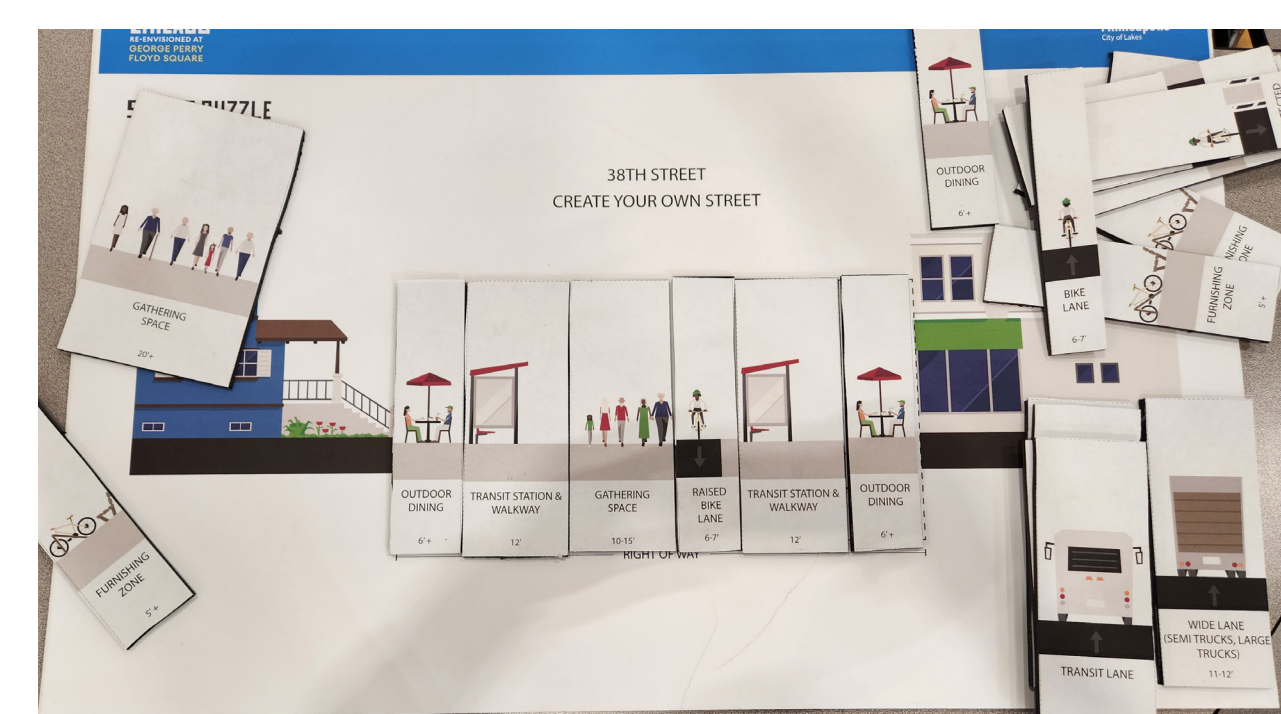 RE-ENVISIONED AT
GEORGE PERRY
FLOYD SQUARE
City of Lakes
PUZZLE
38TH STREET
CREATE YOUR OWN STREET
GATHERING
SPACE
20'+
FURNISHING
ZONE
5'+
OUTDOOR
DINING
6'+
TRANSIT STATION &
WALKWAY
12'
GATHERING
SPACE
10-15'
RAISED
BIKE
LANE
6-7'
TRANSIT STATION &
WALKWAY
12'
OUTDOOR
DINING
6'+
RIGHT OF WAY
OUTDOOR
DINING
6'+
BIKE
LANE
6-7'
FURNISHING
ZONE
5'+
TRANSIT LANE
WIDE LANE
(SEMI TRUCKS, LARGE
TRUCKS)
11-12'